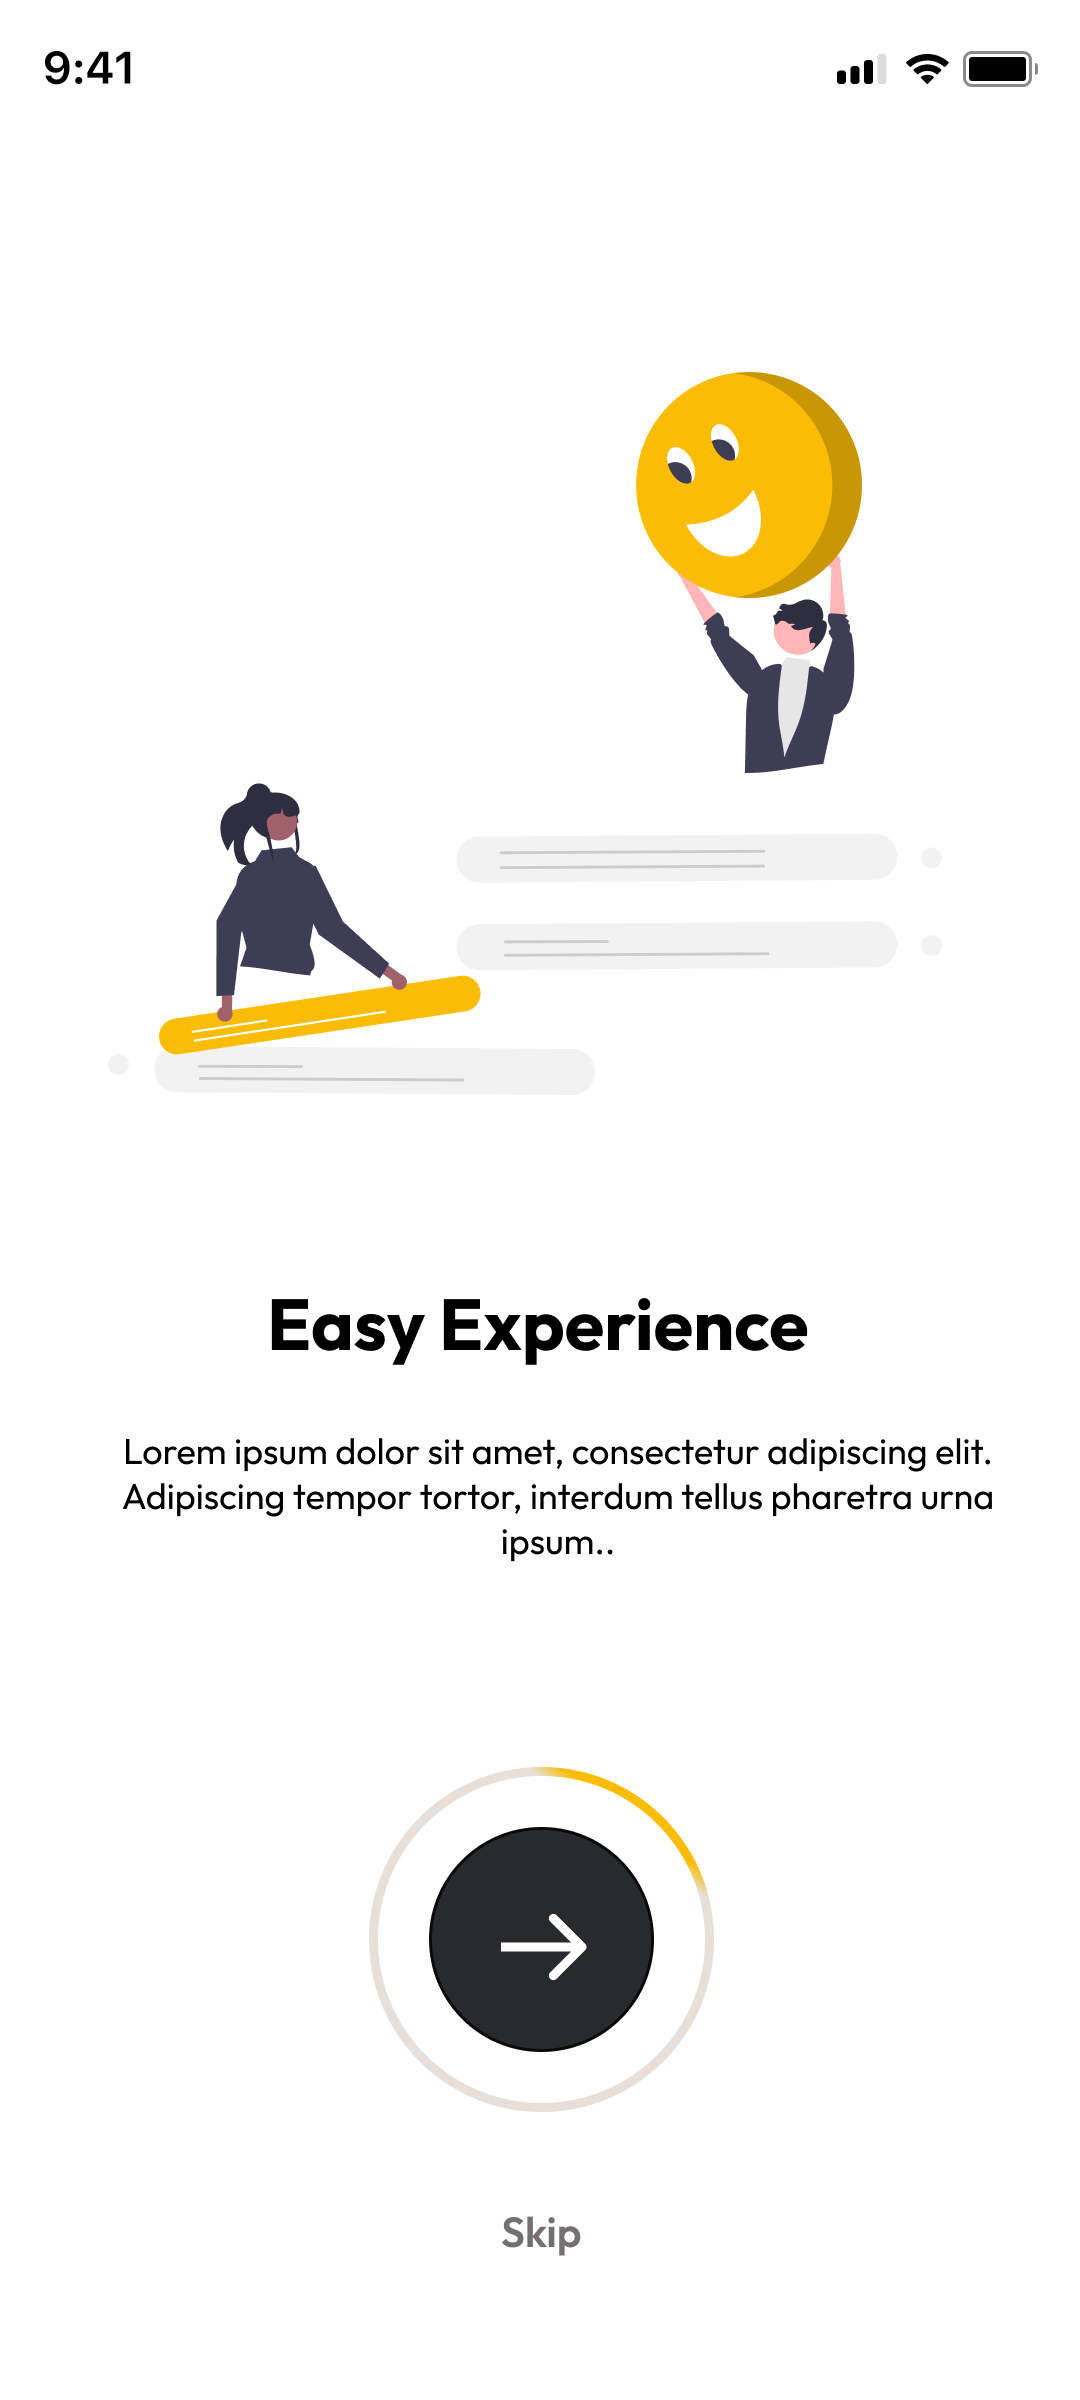 9:41
Easy Experience
Lorem ipsum dolor sit amet, consectetur adipiscing elit.
Adipiscing tempor tortor, interdum tellus pharetra urna
ipsum..
Skip